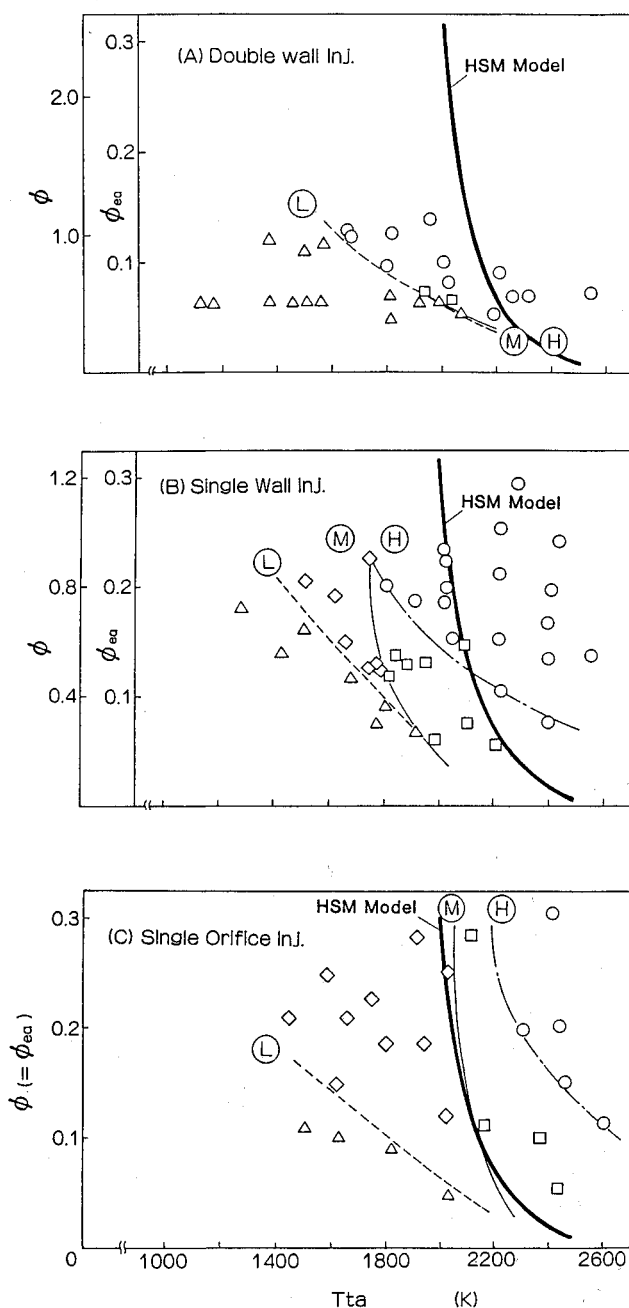 (A) Double wall Inj.
HSM Model
0.3
2.0
0.2
L
ϕ
ϕea
1.0
0.1
M
H
(B) Single Wall Inj.
HSM Model
1.2
0.3
M
H
L
0.8
0.2
ϕ
ϕea
0.4
0.1
HSM Model
M
H
0.3
(C) Single Orifice Inj.
0.2
L
ϕ (= ϕea)
0.1
0
1000
1400
1800
2200
2600
Tta (K)